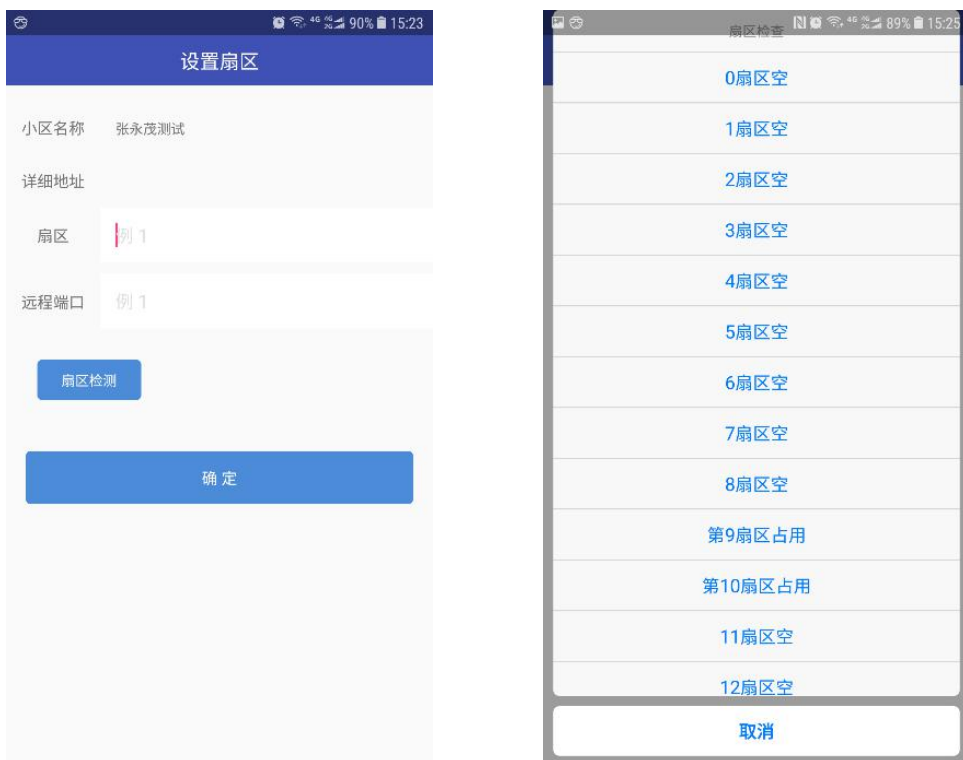 90% 15:23
设置扇区
小区名称 张永茂测试
详细地址
扇区 例 1
远程端口 例 1
扇区检测
确 定
89% 15:25
扇区检查
0扇区空
1扇区空
2扇区空
3扇区空
4扇区空
5扇区空
6扇区空
7扇区空
8扇区空
第9扇区占用
第10扇区占用
11扇区空
12扇区空
取消